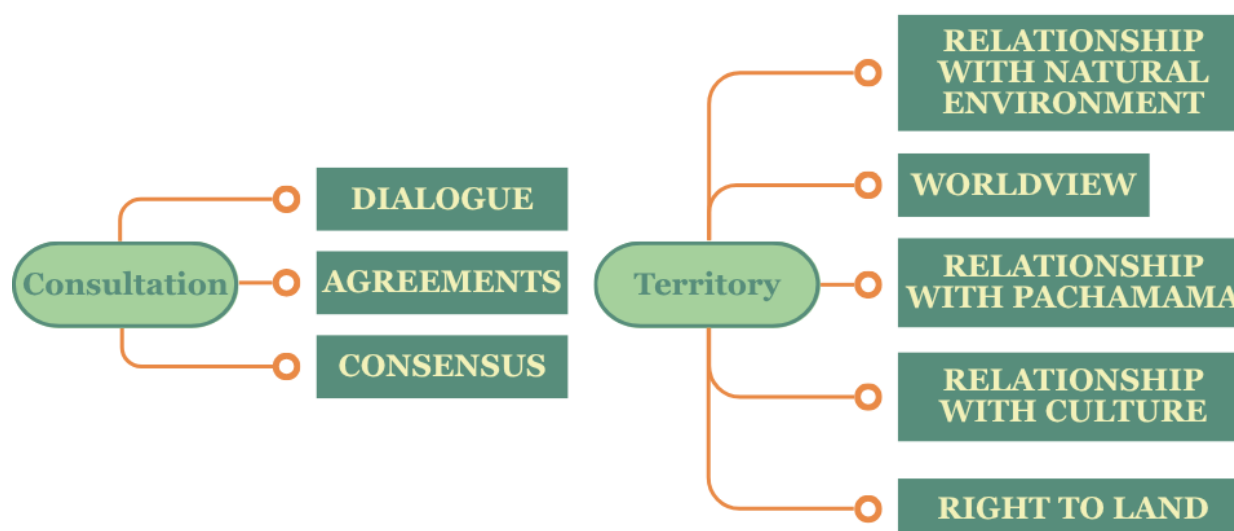 Consultation
DIALOGUE
AGREEMENTS
CONSENSUS
Territory
RELATIONSHIP
WITH NATURAL
ENVIRONMENT
WORLDVIEW
RELATIONSHIP
WITH PACHAMAMA
RELATIONSHIP
WITH CULTURE
RIGHT TO LAND